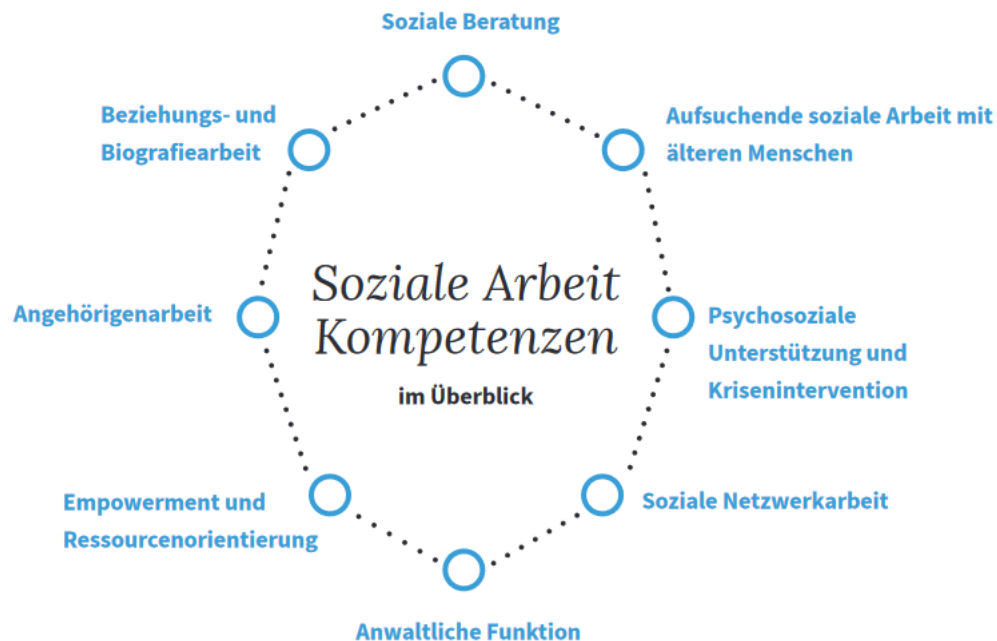 Soziale Beratung
Aufsuchende soziale Arbeit mit
älteren Menschen
Psychosoziale
Unterstützung und
Krisenintervention
Soziale Netzwerkarbeit
Anwaltliche Funktion
Empowerment und
Ressourcenorientierung
Angehörigenarbeit
Beziehungs- und
Biografiearbeit
Soziale Arbeit
Kompetenzen
im Überblick